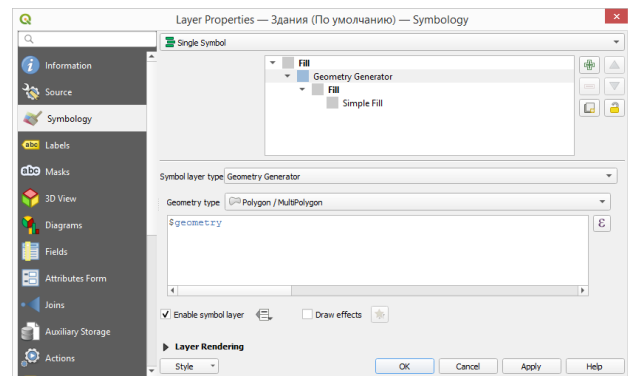 Layer Properties — Здания (По умолчанию) — Symbology
Single Symbol
Information
Source
Symbology
abc Labels
abc Masks
3D View
Diagrams
Fields
Attributes Form
Joins
Auxiliary Storage
Actions
Fill
Geometry Generator
Fill
Simple Fill
Symbol layer type Geometry Generator
Geometry type Polygon / MultiPolygon
$geometry
ε
Enable symbol layer Draw effects
Layer Rendering
Style OK Cancel Apply Help